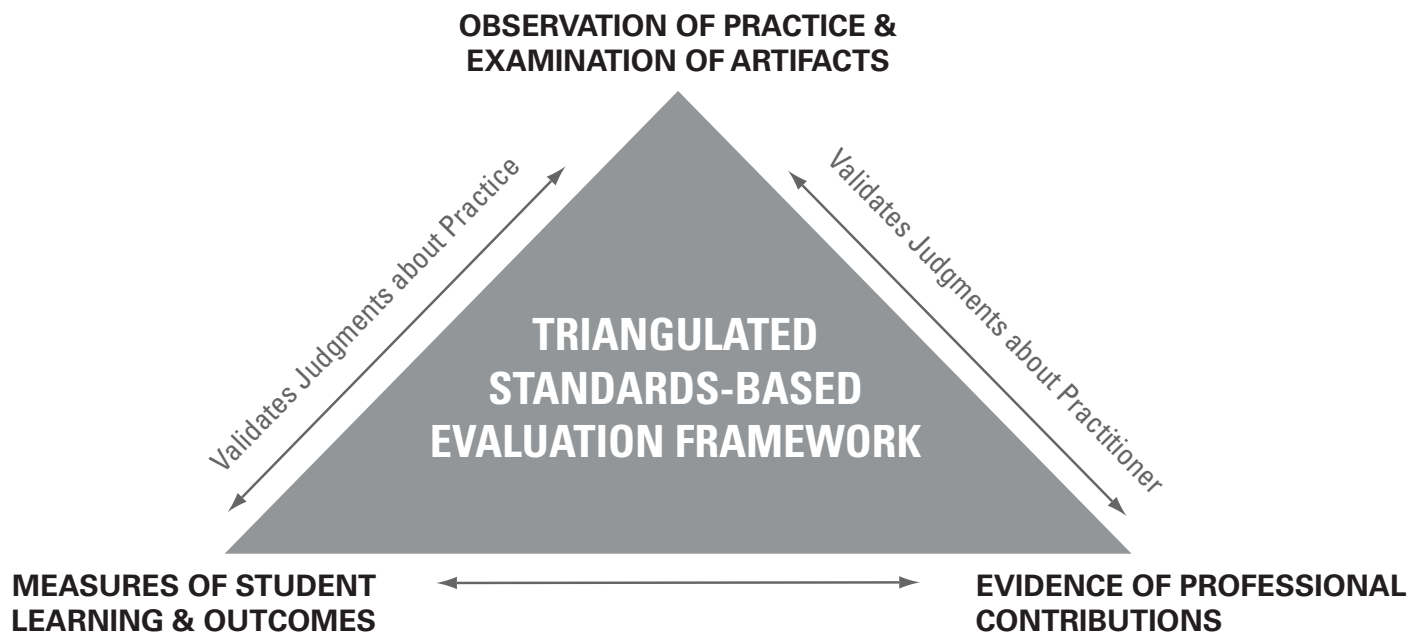 OBSERVATION OF PRACTICE &
EXAMINATION OF ARTIFACTS
Validates Judgments about Practice
Validates Judgments about Practitioner
TRIANGULATED
STANDARDS-BASED
EVALUATION FRAMEWORK
MEASURES OF STUDENT
LEARNING & OUTCOMES
EVIDENCE OF PROFESSIONAL
CONTRIBUTIONS